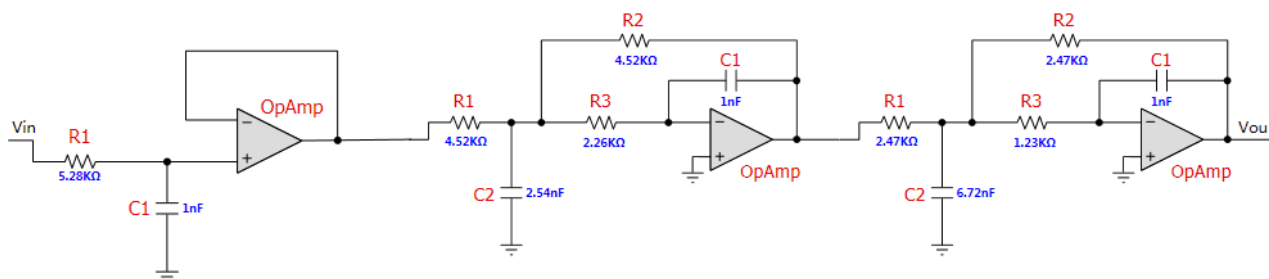 Vin
R1
5.28KΩ
C1
1nF
OpAmp
R1
4.52KΩ
C2
2.54nF
R2
4.52KΩ
R3
2.26KΩ
C1
1nF
OpAmp
R1
2.47KΩ
C2
6.72nF
R2
2.47KΩ
R3
1.23KΩ
C1
1nF
OpAmp
Vou